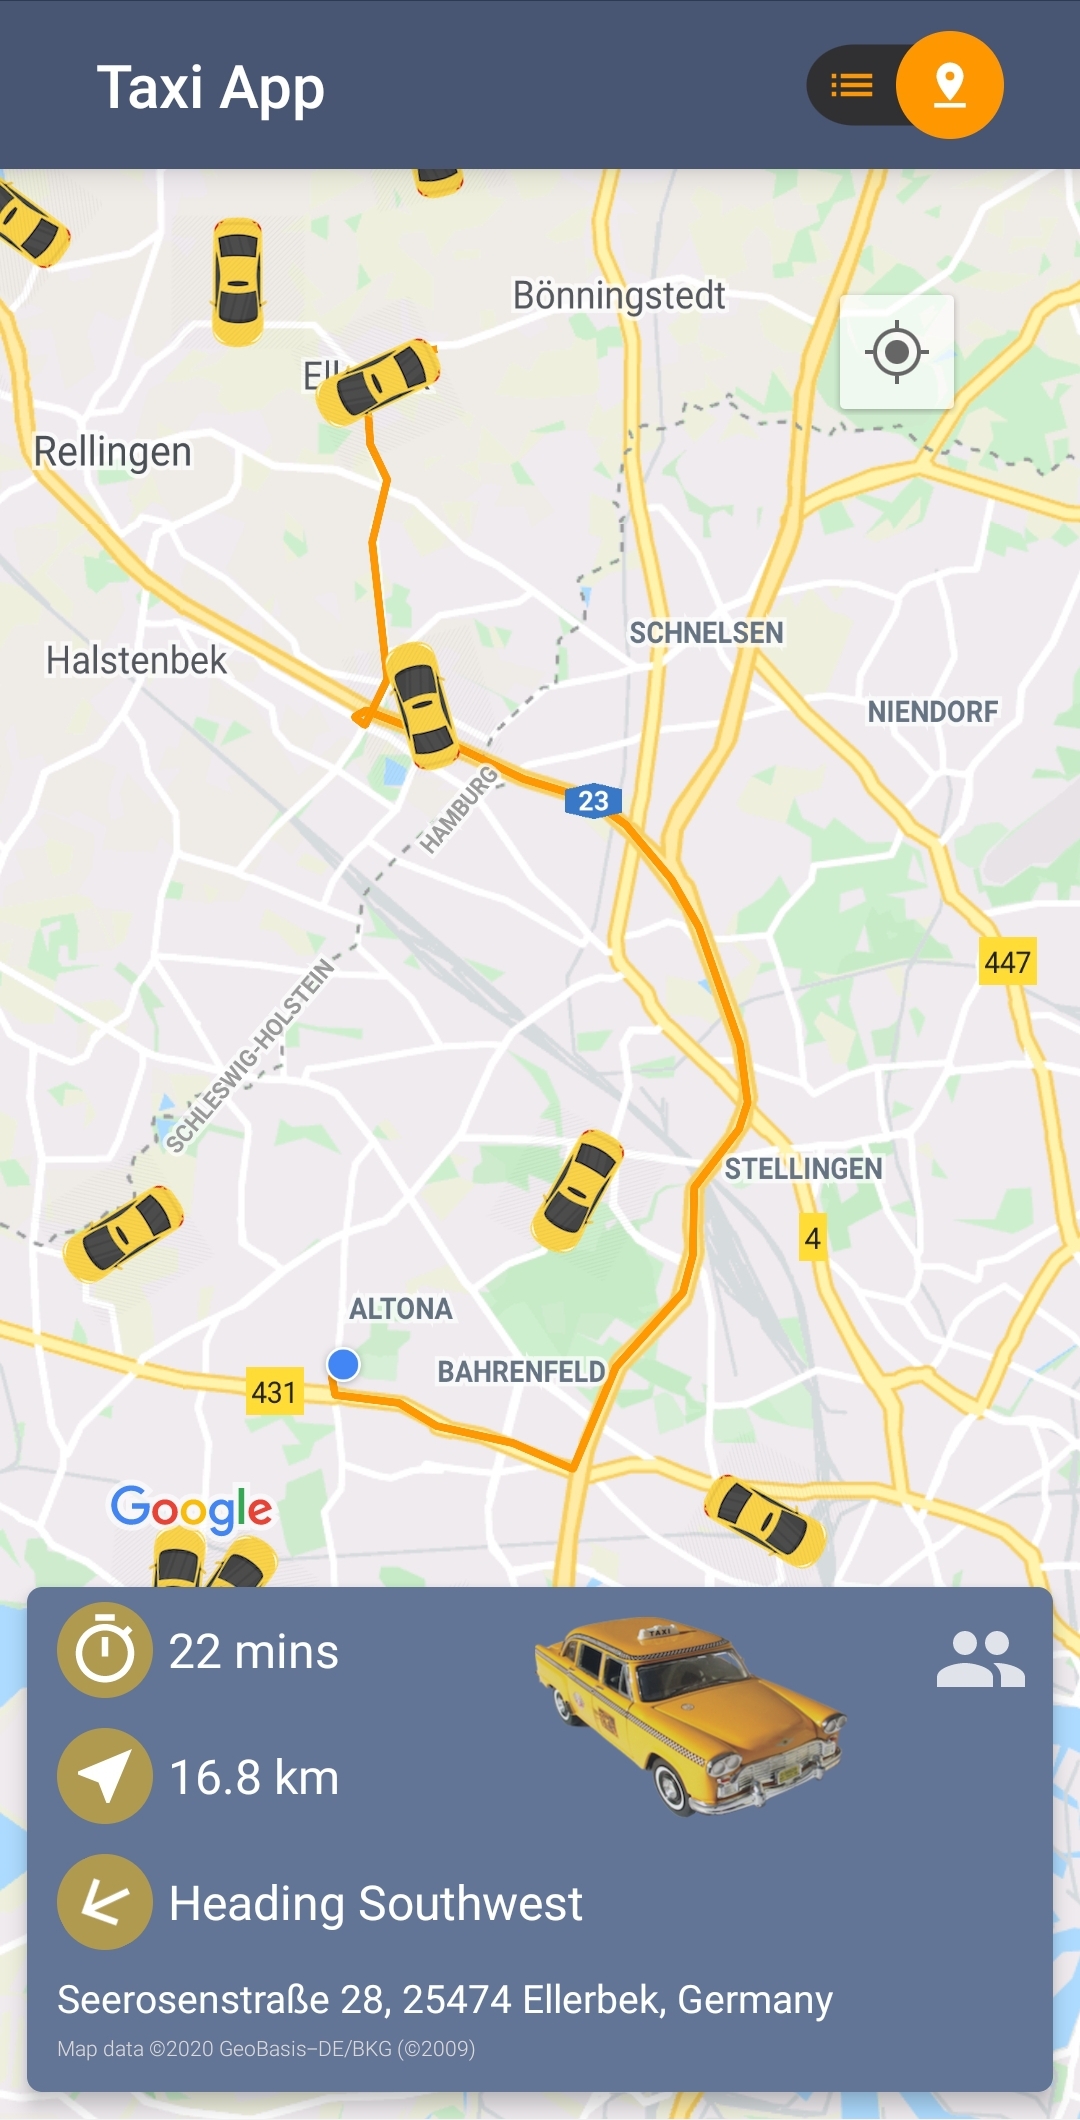 Taxi App
Bönningstedt
Ell
Rellingen
SCHNELSEN
Halstenbek
NIENDORF
23
HAMBURG
447
SCHLESWIG-HOLSTEIN
STELLINGEN
4
ALTONA
BAHRENFELD
431
Google
22 mins
TAXI
16.8 km
Heading Southwest
Seerosenstraße 28, 25474 Ellerbek, Germany
Map data ©2020 GeoBasis-DE/BKG (©2009)